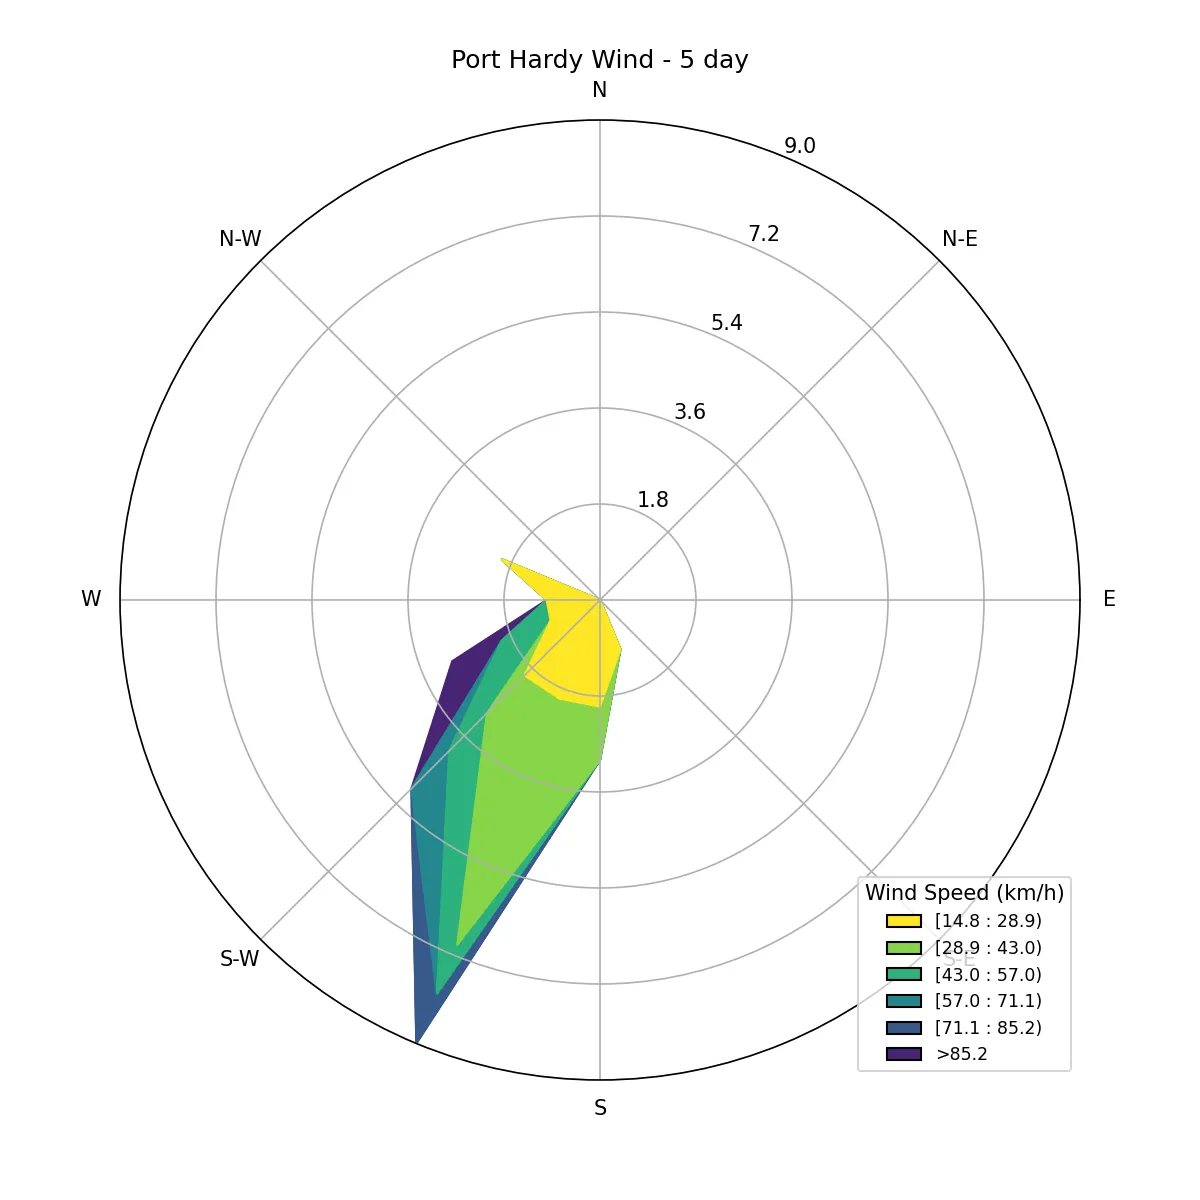 Port Hardy Wind - 5 day
N
9.0
N-W
N-E
7.2
5.4
3.6
1.8
W
E
Wind Speed (km/h)
[14.8 : 28.9)
[28.9 : 43.0)
S-W
S-E
[43.0 : 57.0)
[57.0 : 71.1)
[71.1 : 85.2)
>85.2
S